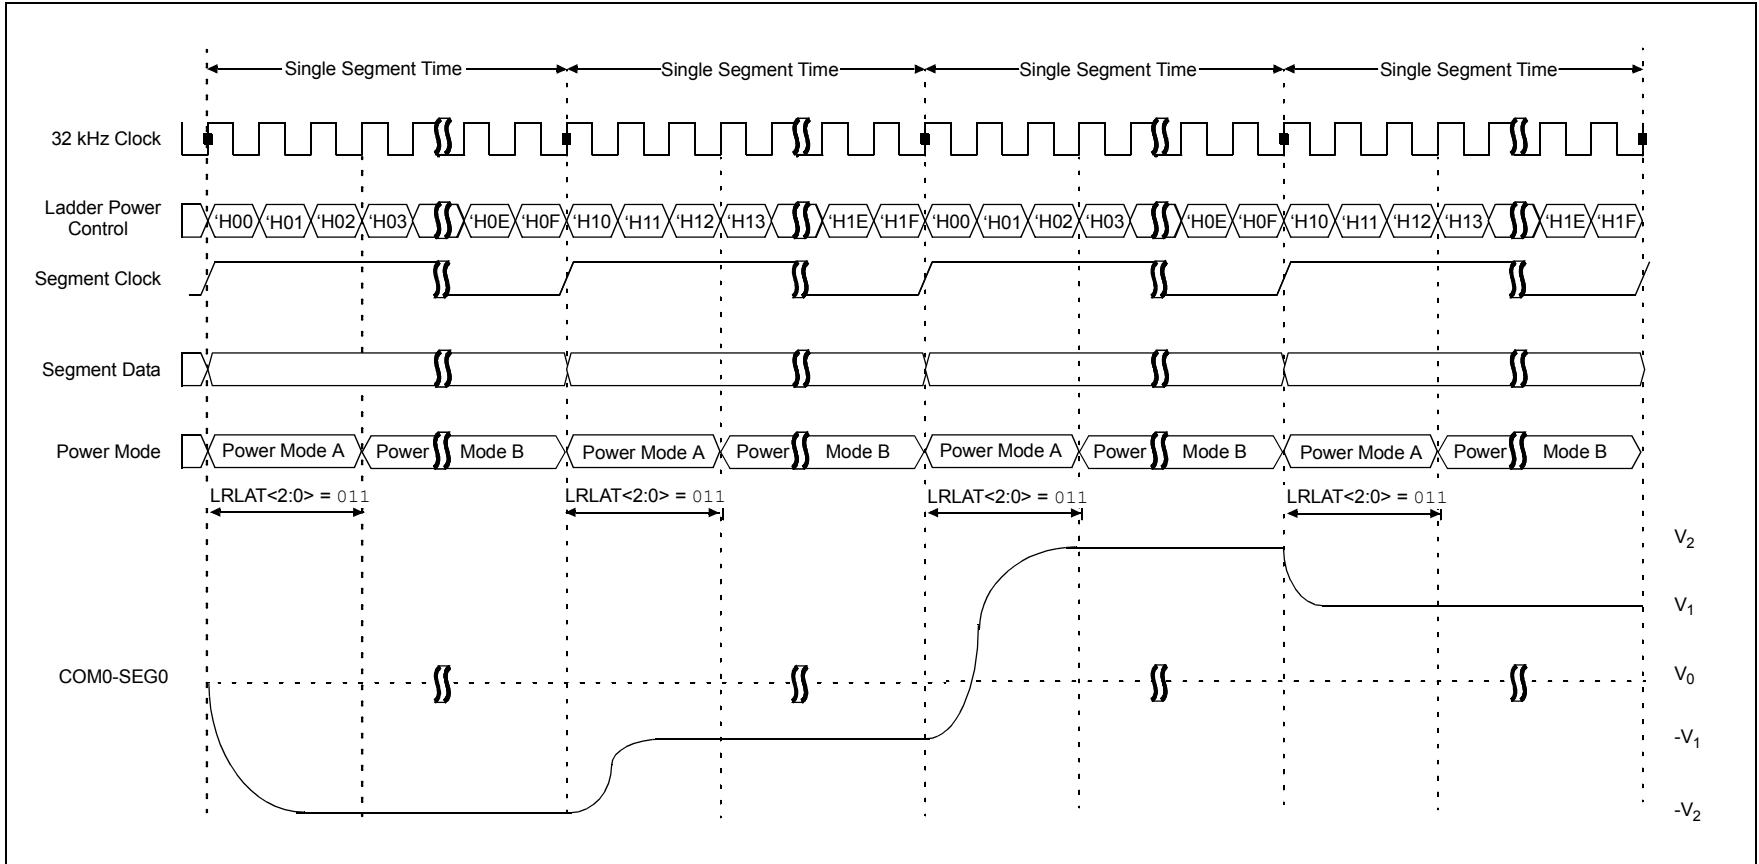 Single Segment Time Single Segment Time Single Segment Time Single Segment Time
32 kHz Clock
Ladder Power
Control
‘H00 ‘H01 ‘H02 ‘H03 ‘H0E ‘H0F ‘H10 ‘H11 ‘H12 ‘H13 ‘H1E ‘H1F ‘H00 ‘H01 ‘H02 ‘H03 ‘H0E ‘H0F ‘H10 ‘H11 ‘H12 ‘H13 ‘H1E ‘H1F
Segment Clock
Segment Data
Power Mode Power Mode A Power Mode B Power Mode A Power Mode B Power Mode A Power Mode B Power Mode A Power Mode B
LRLAT<2:0> = 011 LRLAT<2:0> = 011 LRLAT<2:0> = 011 LRLAT<2:0> = 011
V2
V1
COM0-SEG0 V0
-V1
-V2